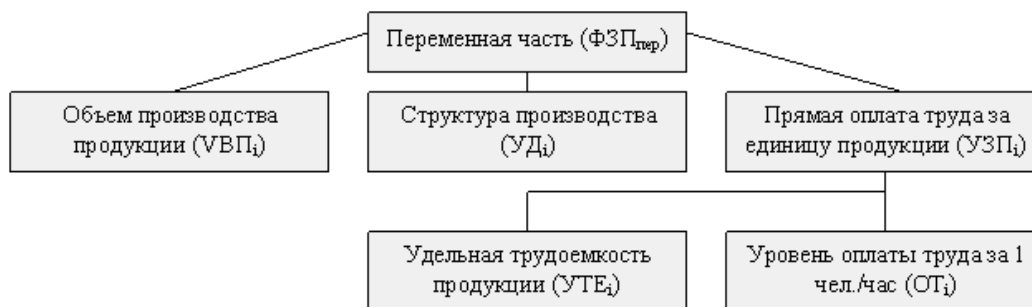 Переменная часть (ФЗПпер)
Объем производства
продукции (VВПi)
Структура производства
(УДi)
Прямая оплата труда за
единицу продукции (УЗПi)
Удельная трудоемкость
продукции (УТЕi)
Уровень оплаты труда за 1
чел./час (ОТi)